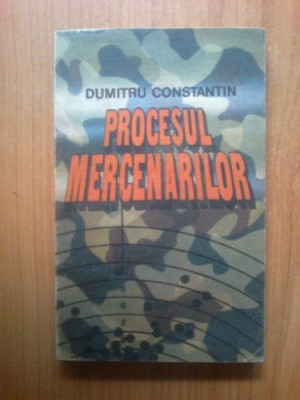 DUMITRU CONSTANTIN
PROCESUL
MERCENARILOR